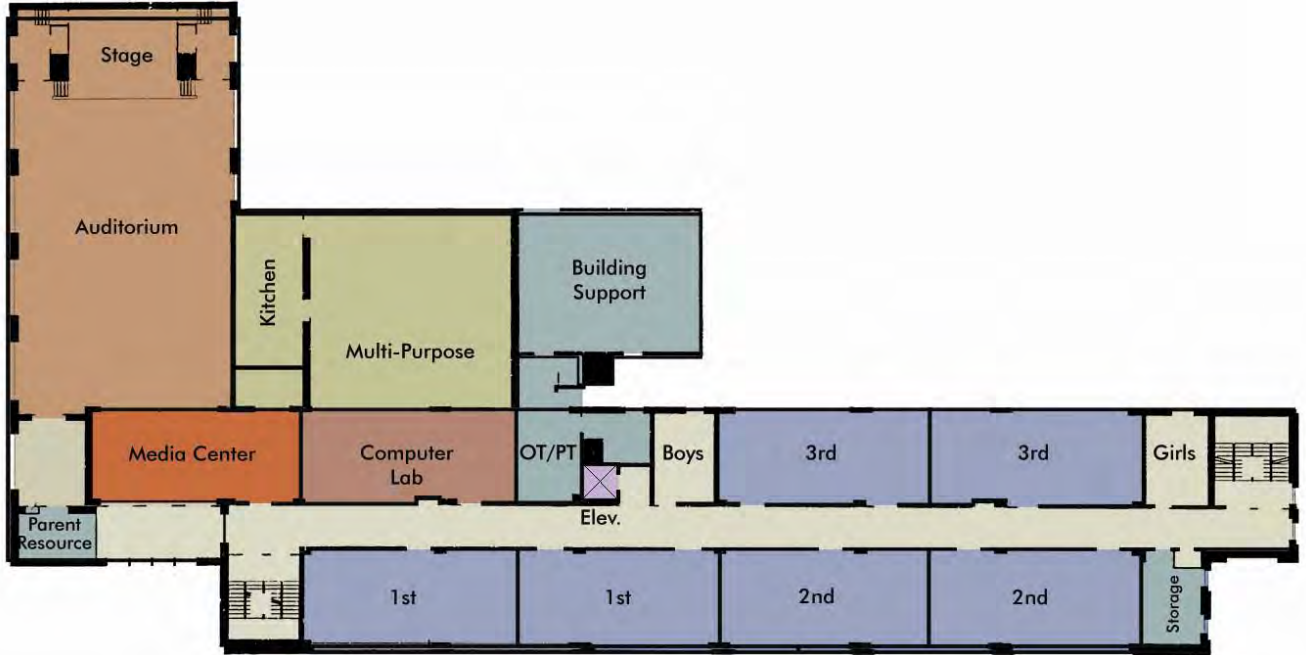 Stage
Auditorium
Kitchen
Multi-Purpose
Building
Support
Media Center
Computer
Lab
OT/PT
Boys
3rd
3rd
Girls
Parent
Resource
Elev.
1st
1st
2nd
2nd
Storage